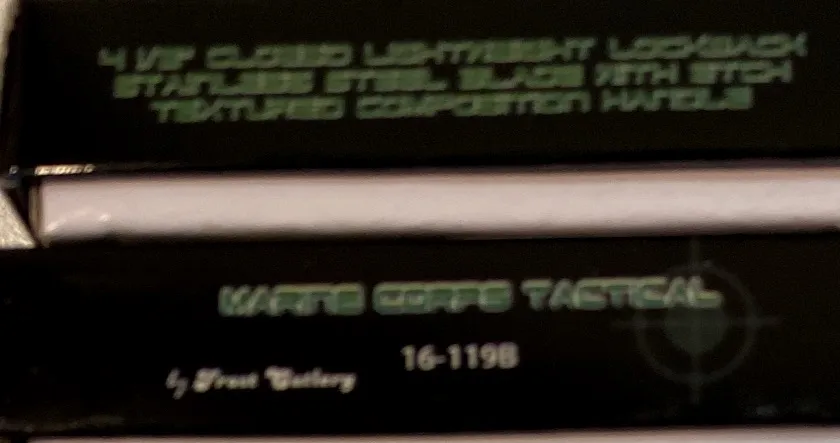 4 1/2" CLOSED LIGHTWEIGHT LOCKBACK
STAINLESS STEEL BLADE WITH ETCH
TEXTURED COMPOSITION HANDLE
MARINE CORPS TACTICAL
16-119B
by Frost Cutlery